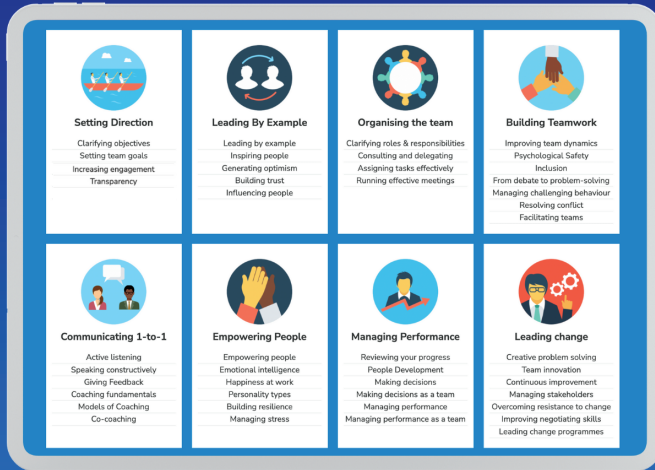 Setting Direction
Clarifying objectives
Setting team goals
Increasing engagement
Transparency
Leading By Example
Leading by example
Inspiring people
Generating optimism
Building trust
Influencing people
Organising the team
Clarifying roles & responsibilities
Consulting and delegating
Assigning tasks effectively
Running effective meetings
Building Teamwork
Improving team dynamics
Psychological Safety
Inclusion
From debate to problem-solving
Managing challenging behaviour
Resolving conflict
Facilitating teams
Communicating 1-to-1
Active listening
Speaking constructively
Giving Feedback
Coaching fundamentals
Models of Coaching
Co-coaching
Empowering People
Empowering people
Emotional intelligence
Happiness at work
Personality types
Building resilience
Managing stress
Managing Performance
Reviewing your progress
People Development
Making decisions
Making decisions as a team
Managing performance
Managing performance as a team
Leading change
Creative problem solving
Team innovation
Continuous improvement
Managing stakeholders
Overcoming resistance to change
Improving negotiating skills
Leading change programmes